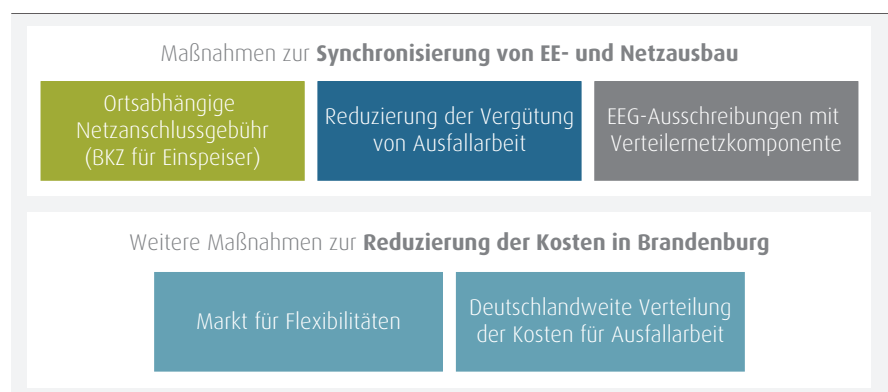 Maßnahmen zur Synchronisierung von EE- und Netzausbau
Ortsabhängige
Netzanschlussgebühr
(BKZ für Einspeiser)
Reduzierung der Vergütung
von Ausfallarbeit
EEG-Ausschreibungen mit
Verteilernetzkomponente
Weitere Maßnahmen zur Reduzierung der Kosten in Brandenburg
Markt für Flexibilitäten
Deutschlandweite Verteilung
der Kosten für Ausfallarbeit